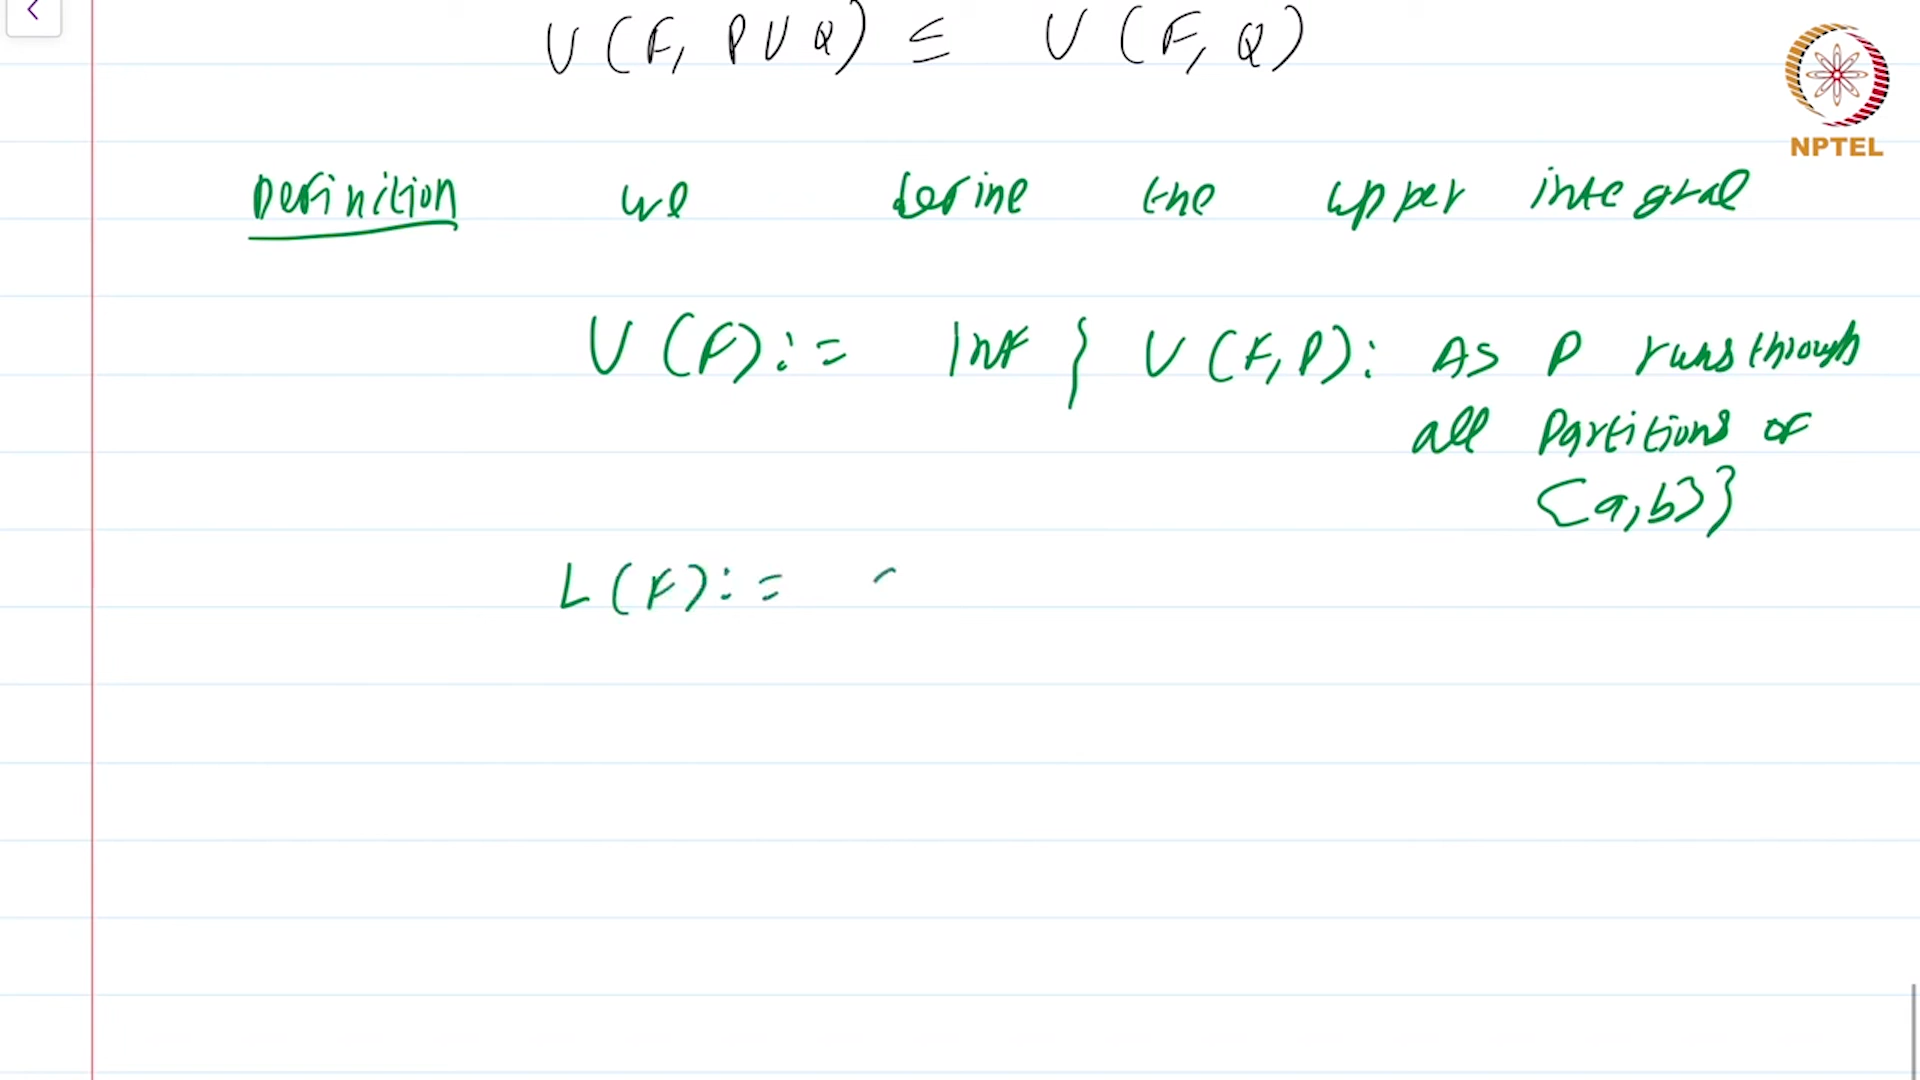 U (F, P U Q) ≤ U (F, Q)
NPTEL
Definition we define the upper integral
U (F) := inf { U (F, P) : As P runs through
all Partitions of
[a,b]}
L (F) :=